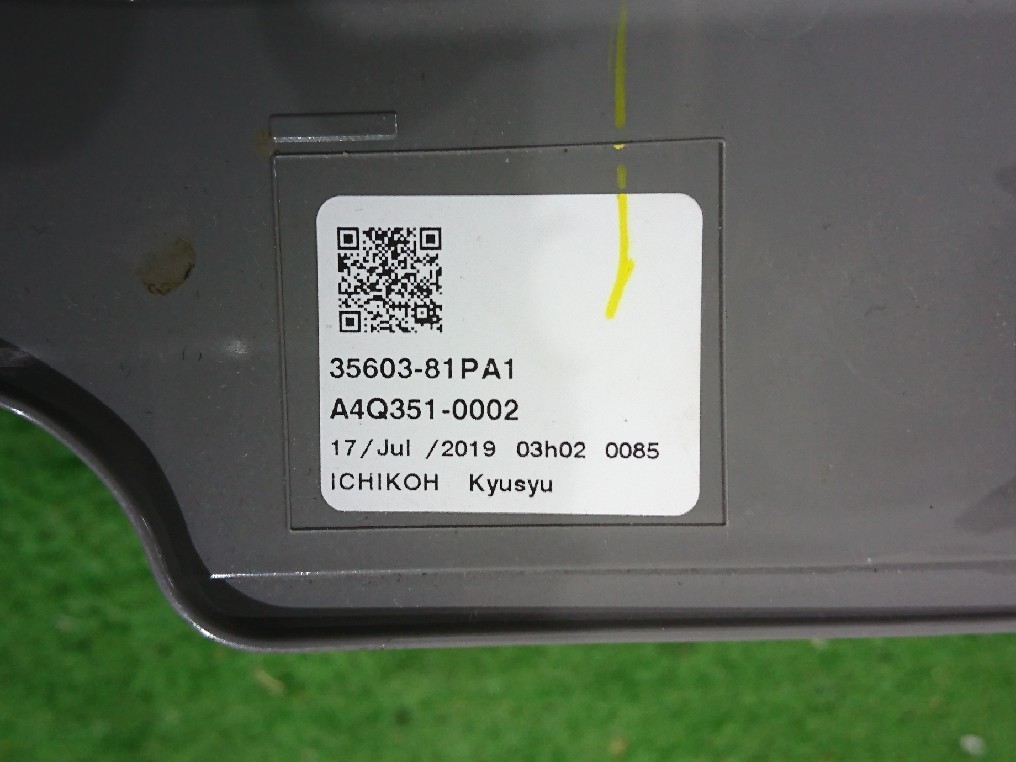 35603-81PA1
A4Q351-0002
17/Jul /2019 03h02 0085
ICHIKOH Kyusyu